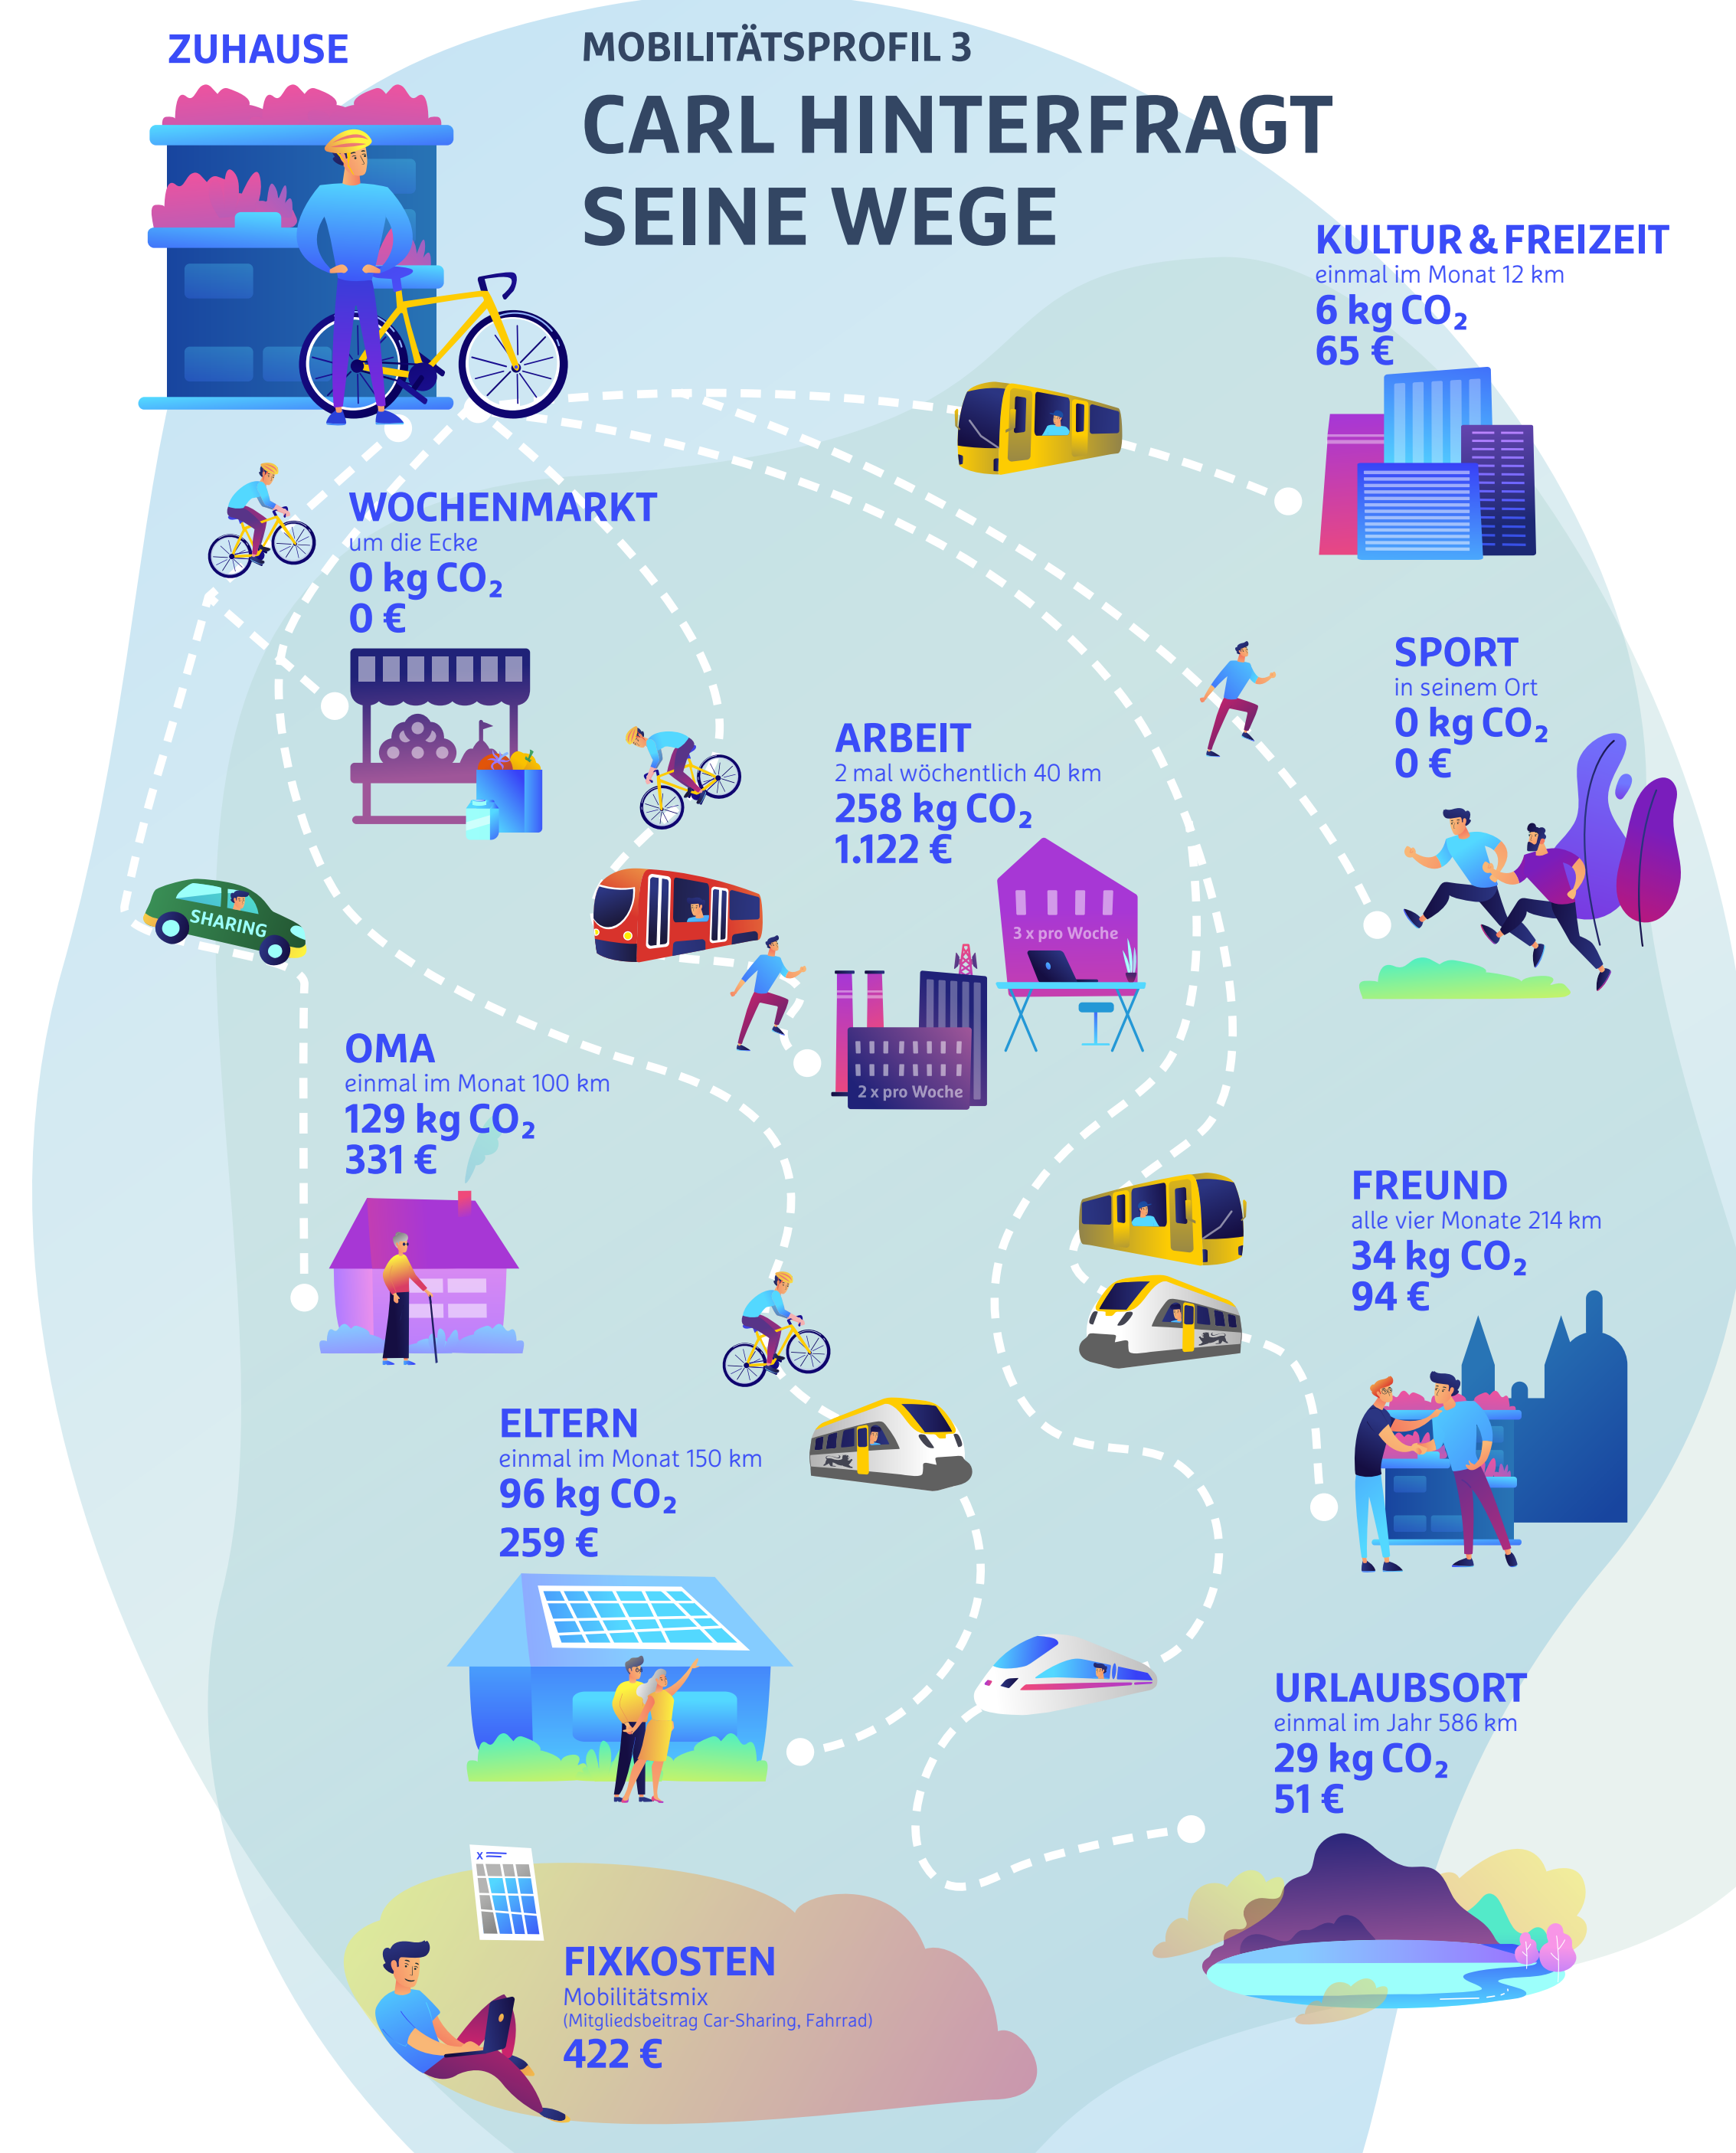 ZUHAUSE
MOBILITÄTSPROFIL 3
CARL HINTERFRAGT
SEINE WEGE
KULTUR & FREIZEIT
einmal im Monat 12 km
6 kg CO₂
65 €
WOCHENMARKT
um die Ecke
0 kg CO₂
0 €
SPORT
in seinem Ort
0 kg CO₂
0 €
ARBEIT
2 mal wöchentlich 40 km
258 kg CO₂
1.122 €
3 x pro Woche
2 x pro Woche
SHARING
OMA
einmal im Monat 100 km
129 kg CO₂
331 €
FREUND
alle vier Monate 214 km
34 kg CO₂
94 €
ELTERN
einmal im Monat 150 km
96 kg CO₂
259 €
URLAUBSORT
einmal im Jahr 586 km
29 kg CO₂
51 €
X
FIXKOSTEN
Mobilitätsmix
(Mitgliedsbeitrag Car-Sharing, Fahrrad)
422 €